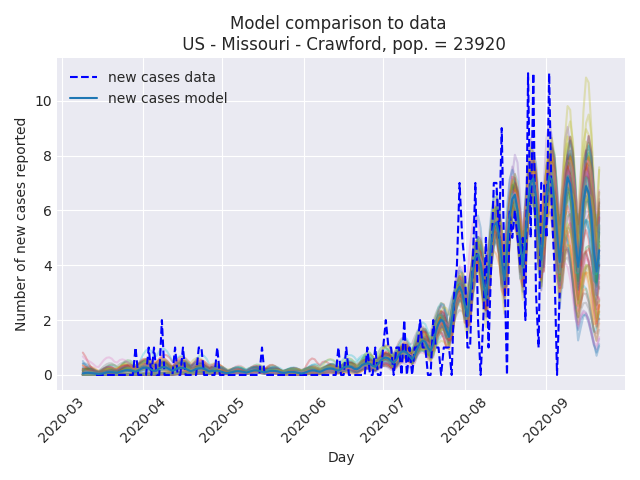 Model comparison to data
US - Missouri - Crawford, pop. = 23920
new cases data
new cases model
Number of new cases reported
10
8
6
4
2
0
2020-03
2020-04
2020-05
2020-06
2020-07
2020-08
2020-09
Day